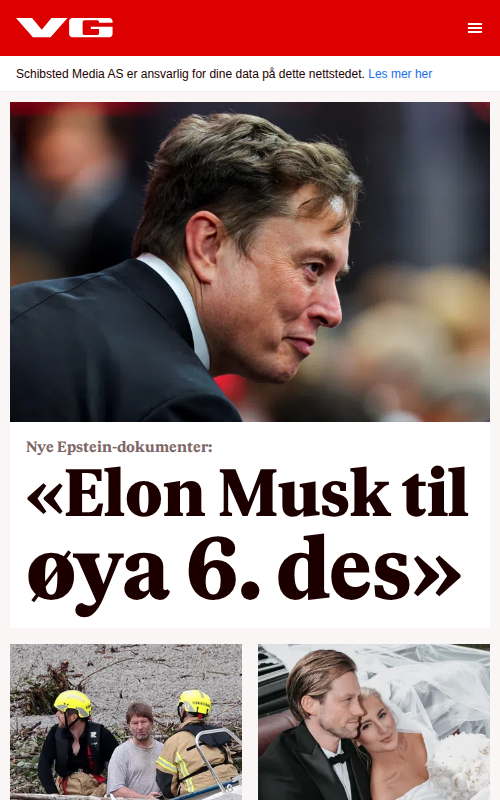 VG
Schibsted Media AS er ansvarlig for dine data på dette nettstedet. Les mer her
Nye Epstein-dokumenter:
«Elon Musk til
øya 6. des»